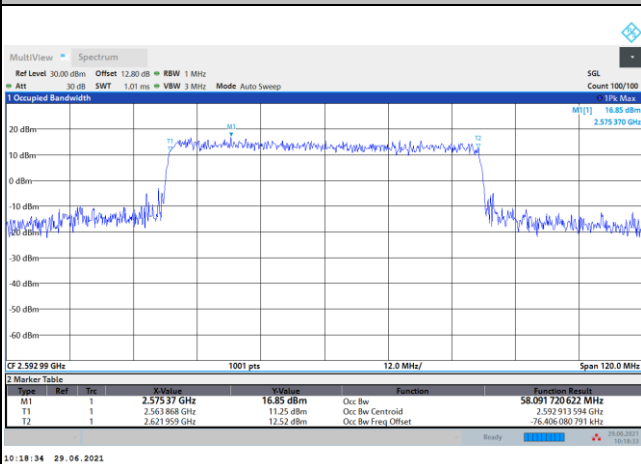 MultiView Spectrum
Ref Level 30.00 dBm Offset 12.80 dB RBW 1 MHz SGL
Att 30 dB SWT 1.01 ms VBW 3 MHz Mode Auto Sweep Count 100/100
1 Occupied Bandwidth 1Pk Max
M1[1] 16.85 dBm
2.575 370 GHz
M1
T1
T2
20 dBm
10 dBm
0 dBm
-10 dBm
-20 dBm
-30 dBm
-40 dBm
-50 dBm
-60 dBm
CF 2.592 99 GHz 1001 pts 12.0 MHz/ Span 120.0 MHz
2 Marker Table
Type Ref Trc X-Value Y-Value Function Function Result
M1 1 2.575 37 GHz 16.85 dBm Occ Bw 58.091 720 622 MHz
T1 1 2.563 868 GHz 11.25 dBm Occ Bw Centroid 2.592 913 594 GHz
T2 1 2.621 959 GHz 12.52 dBm Occ Bw Freq Offset -76.406 080 791 kHz
Ready 29.06.2021
10:18:33
10:18:34 29.06.2021